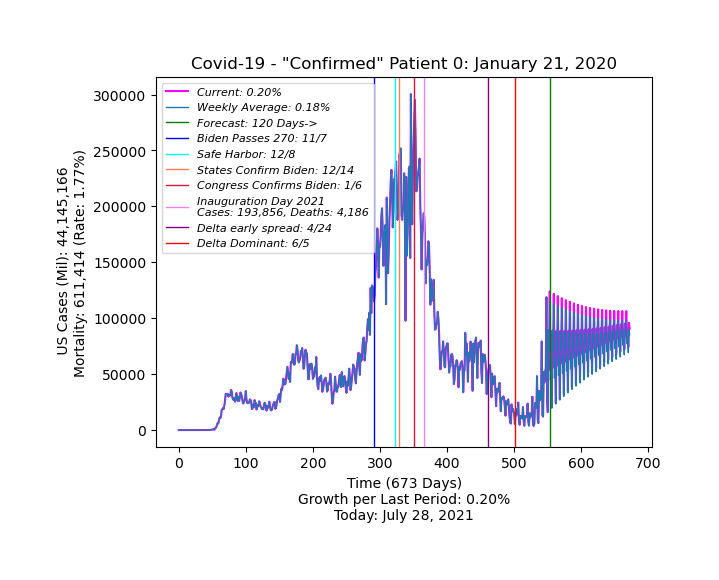 Covid-19 - "Confirmed" Patient 0: January 21, 2020
Current: 0.20%
Weekly Average: 0.18%
Forecast: 120 Days->
Biden Passes 270: 11/7
Safe Harbor: 12/8
States Confirm Biden: 12/14
Congress Confirms Biden: 1/6
Inauguration Day 2021
Cases: 193,856, Deaths: 4,186
Delta early spread: 4/24
Delta Dominant: 6/5
US Cases (Mil): 44,145,166
Mortality: 611,414 (Rate: 1.77%)
300000
250000
200000
150000
100000
50000
0
0 100 200 300 400 500 600 700
Time (673 Days)
Growth per Last Period: 0.20%
Today: July 28, 2021